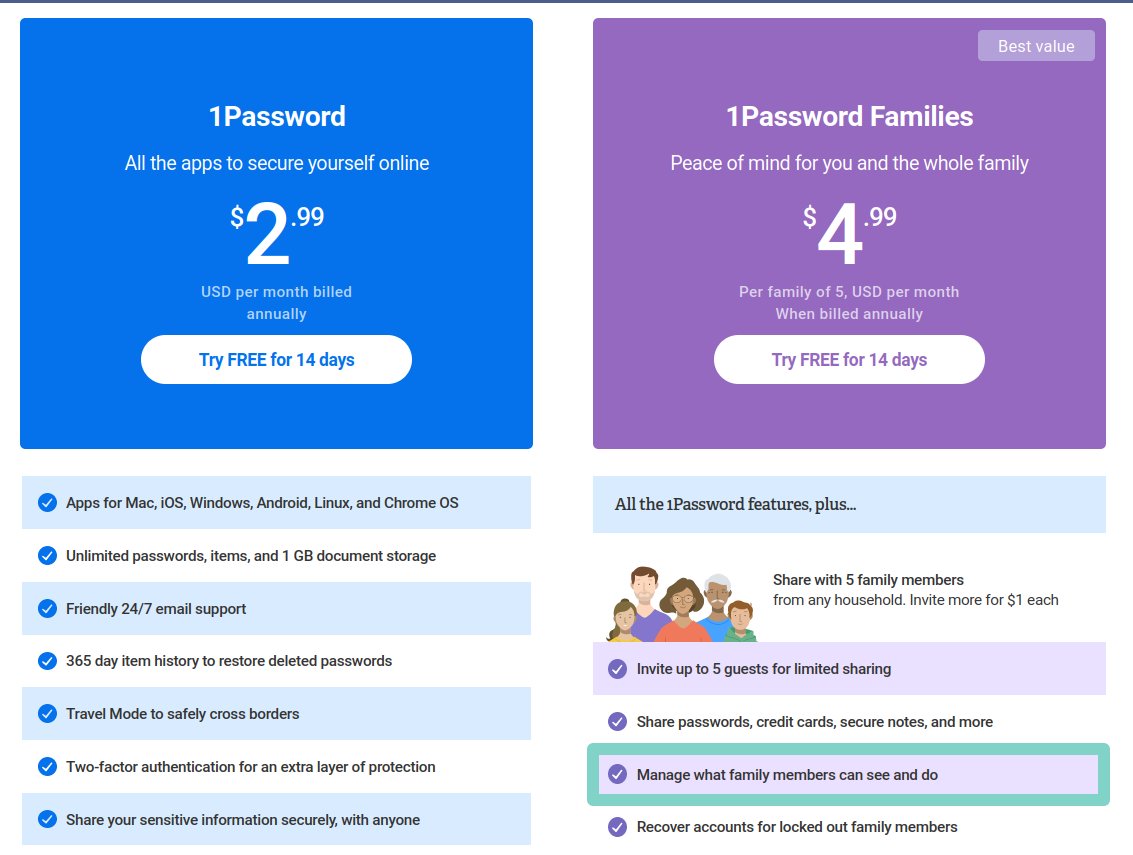 1Password
All the apps to secure yourself online
$2.99
USD per month billed
annually
Try FREE for 14 days
Apps for Mac, iOS, Windows, Android, Linux, and Chrome OS
Unlimited passwords, items, and 1 GB document storage
Friendly 24/7 email support
365 day item history to restore deleted passwords
Travel Mode to safely cross borders
Two-factor authentication for an extra layer of protection
Share your sensitive information securely, with anyone
Best value
1Password Families
Peace of mind for you and the whole family
$4.99
Per family of 5, USD per month
When billed annually
Try FREE for 14 days
All the 1Password features, plus...
Share with 5 family members
from any household. Invite more for $1 each
Invite up to 5 guests for limited sharing
Share passwords, credit cards, secure notes, and more
Manage what family members can see and do
Recover accounts for locked out family members